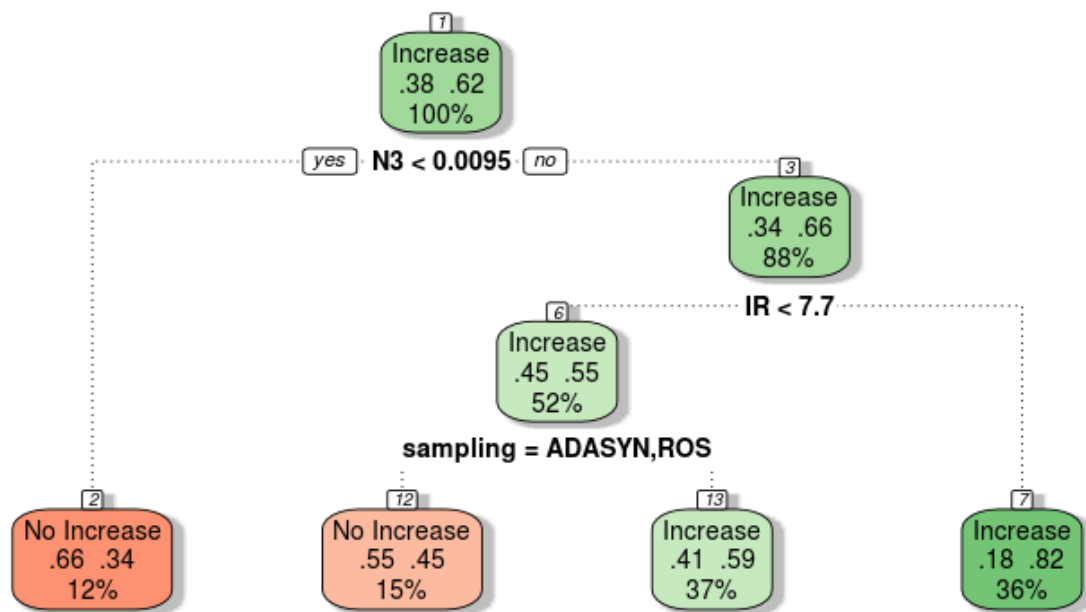 1
Increase
.38 .62
100%
yes N3 < 0.0095 no
3
Increase
.34 .66
88%
IR < 7.7
6
Increase
.45 .55
52%
sampling = ADASYN,ROS
2
No Increase
.66 .34
12%
12
No Increase
.55 .45
15%
13
Increase
.41 .59
37%
7
Increase
.18 .82
36%